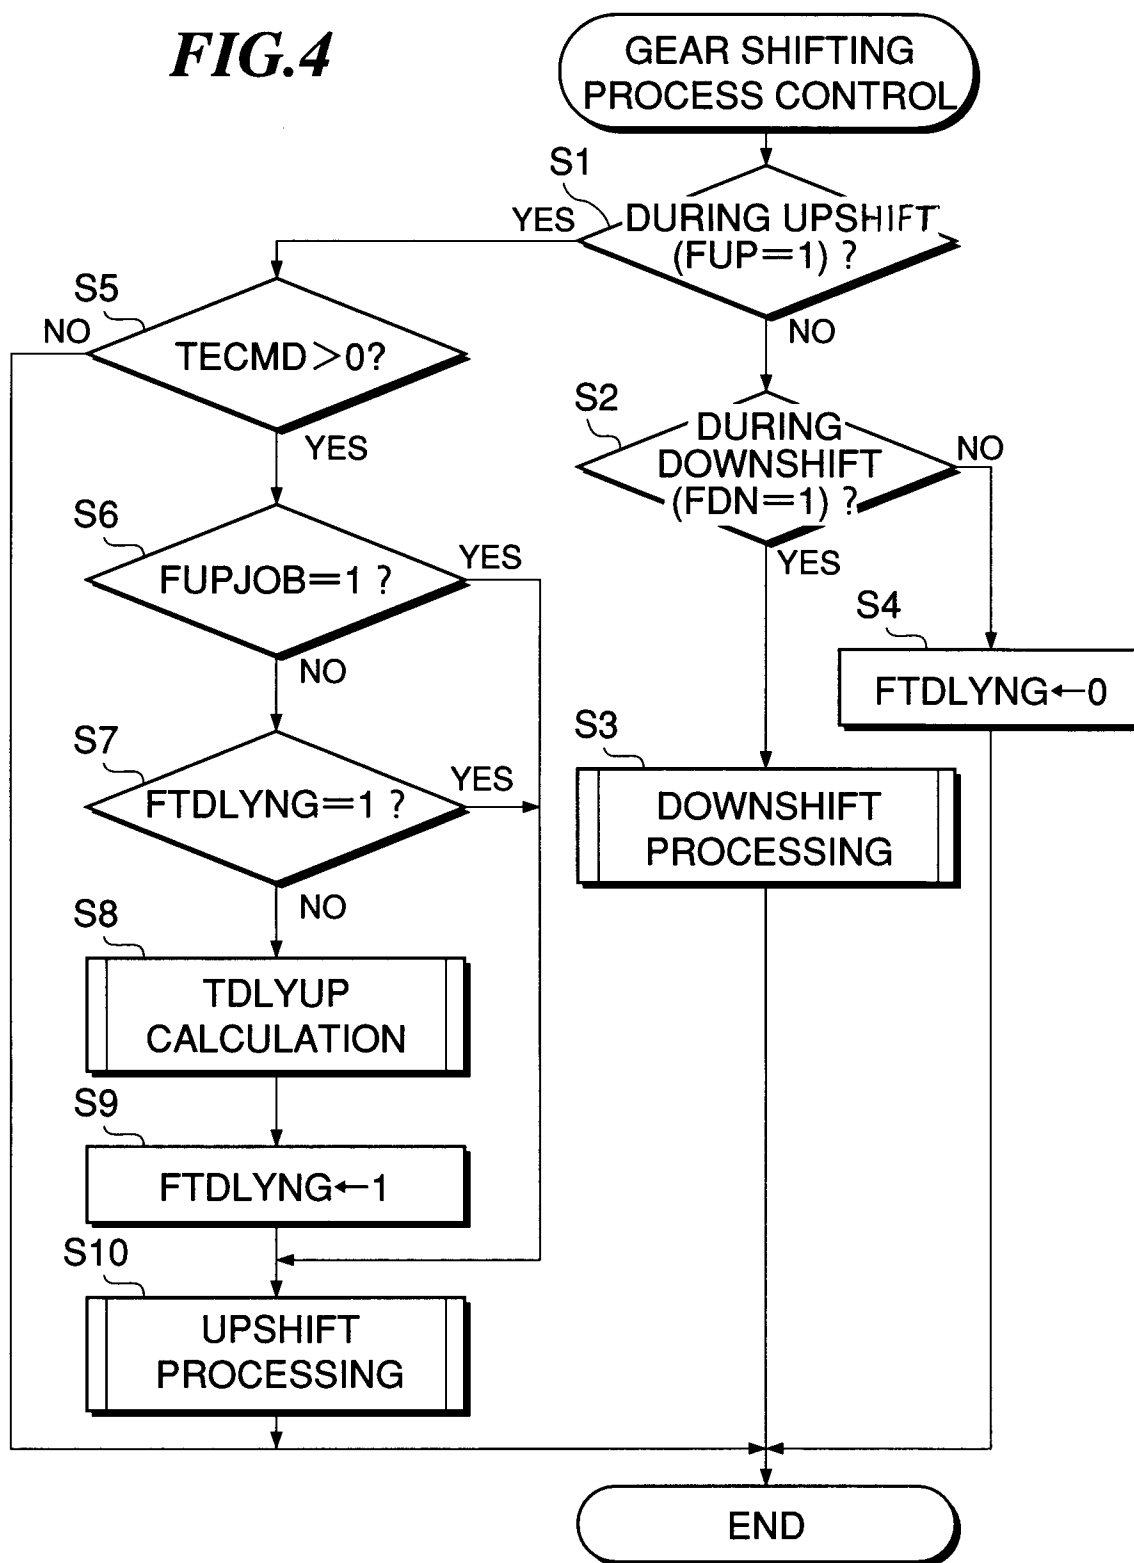 FIG.4
GEAR SHIFTING
PROCESS CONTROL
S1
YES
DURING UPSHIFT
(FUP=1) ?
NO
S5
NO
TECMD>0?
YES
S2
DURING
DOWNSHIFT
(FDN=1) ?
NO
YES
S6
FUPJOB=1 ?
YES
NO
S4
FTDLYNG←0
S7
FTDLYNG=1 ?
YES
NO
S3
DOWNSHIFT
PROCESSING
S8
TDLYUP
CALCULATION
S9
FTDLYNG←1
S10
UPSHIFT
PROCESSING
END